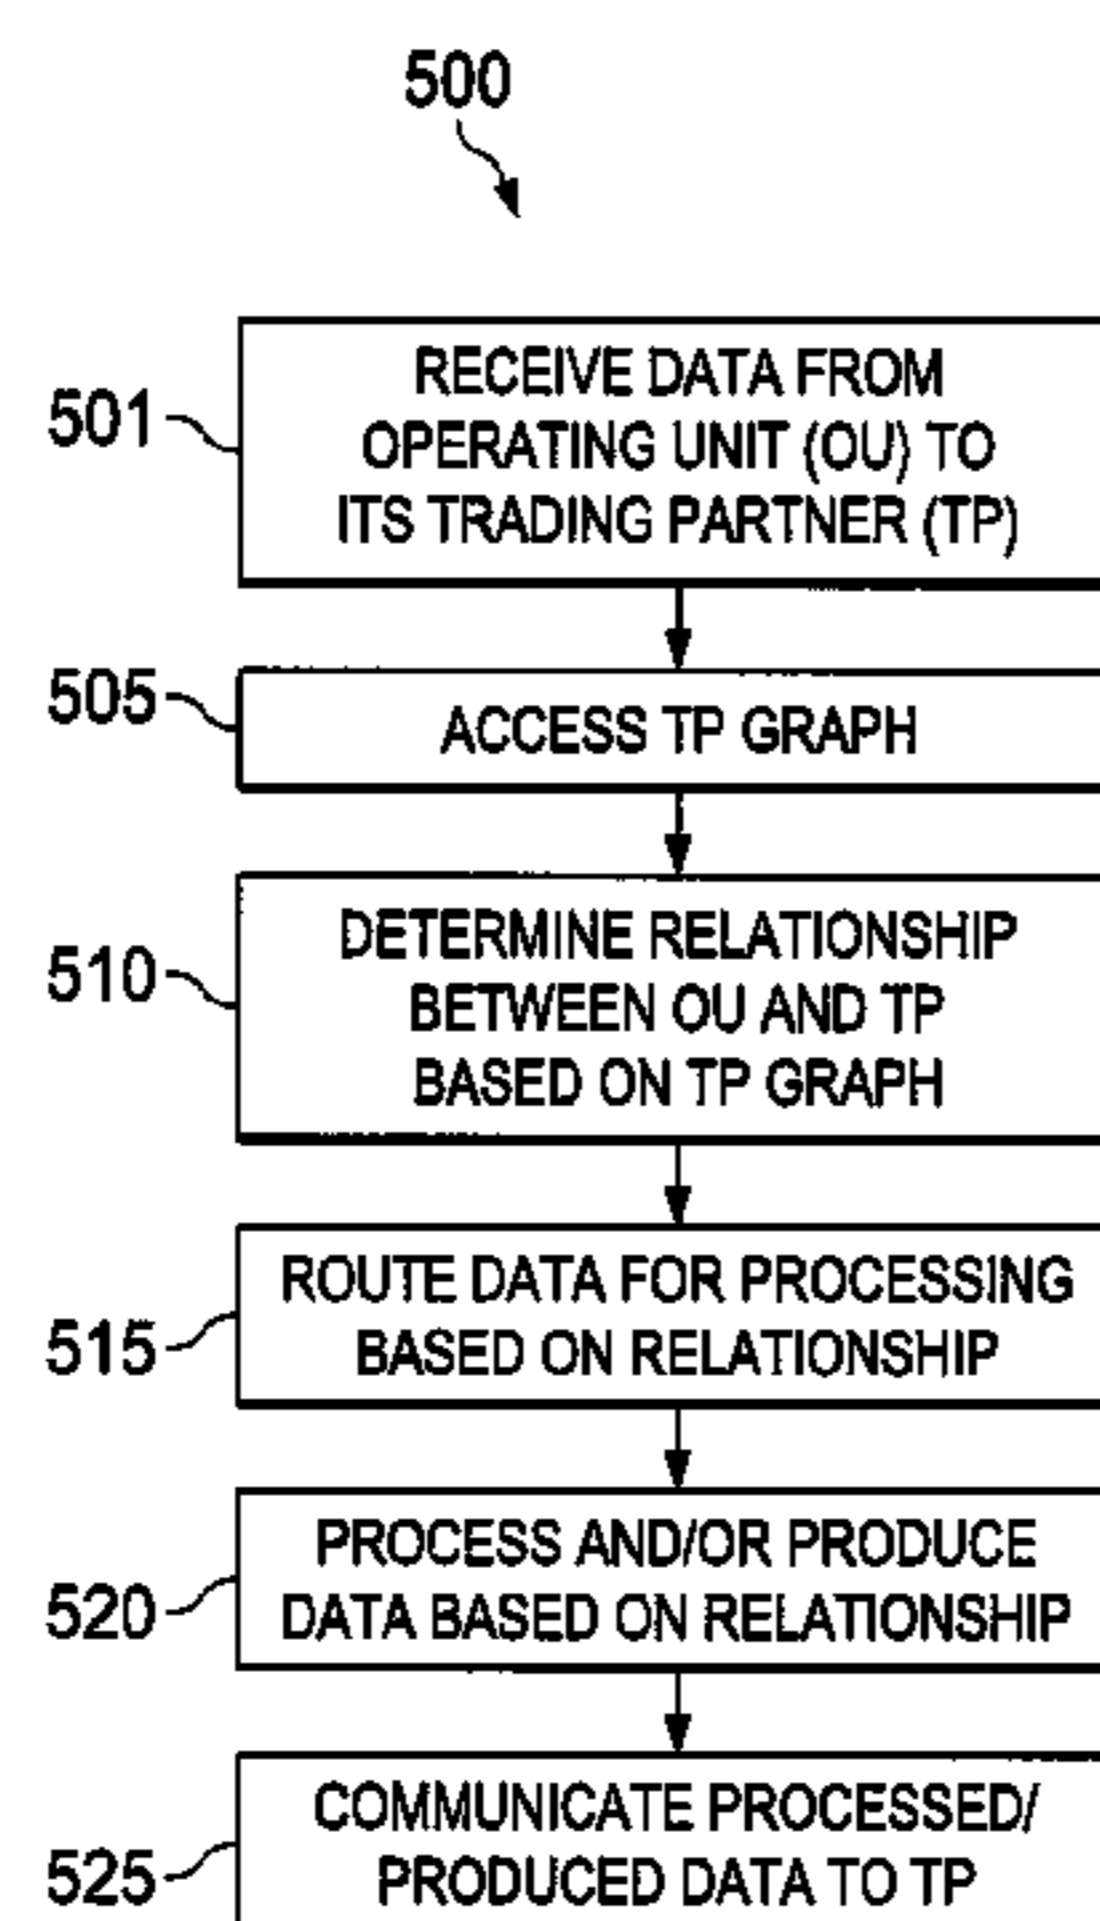 500
501
RECEIVE DATA FROM
OPERATING UNIT (OU) TO
ITS TRADING PARTNER (TP)
505
ACCESS TP GRAPH
510
DETERMINE RELATIONSHIP
BETWEEN OU AND TP
BASED ON TP GRAPH
515
ROUTE DATA FOR PROCESSING
BASED ON RELATIONSHIP
520
PROCESS AND/OR PRODUCE
DATA BASED ON RELATIONSHIP
525
COMMUNICATE PROCESSED/
PRODUCED DATA TO TP